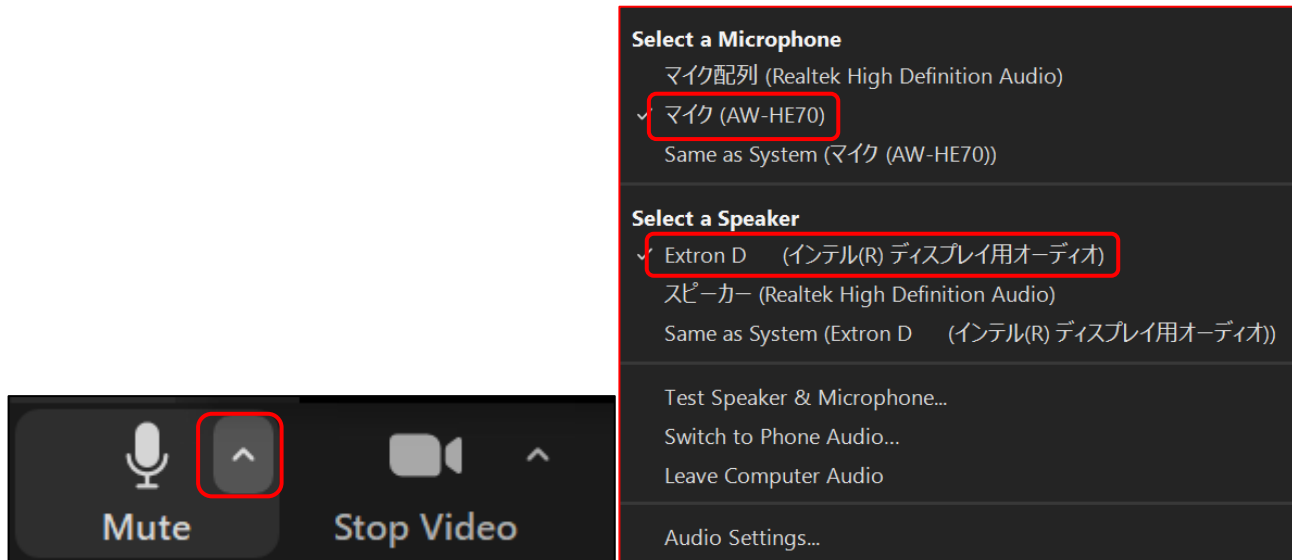 Select a Microphone
マイク配列 (Realtek High Definition Audio)
マイク (AW-HE70)
Same as System (マイク (AW-HE70))
Select a Speaker
Extron D (インテル(R) ディスプレイ用オーディオ)
スピーカー (Realtek High Definition Audio)
Same as System (Extron D (インテル(R) ディスプレイ用オーディオ))
Test Speaker & Microphone...
Switch to Phone Audio...
Leave Computer Audio
Audio Settings...
Mute
Stop Video